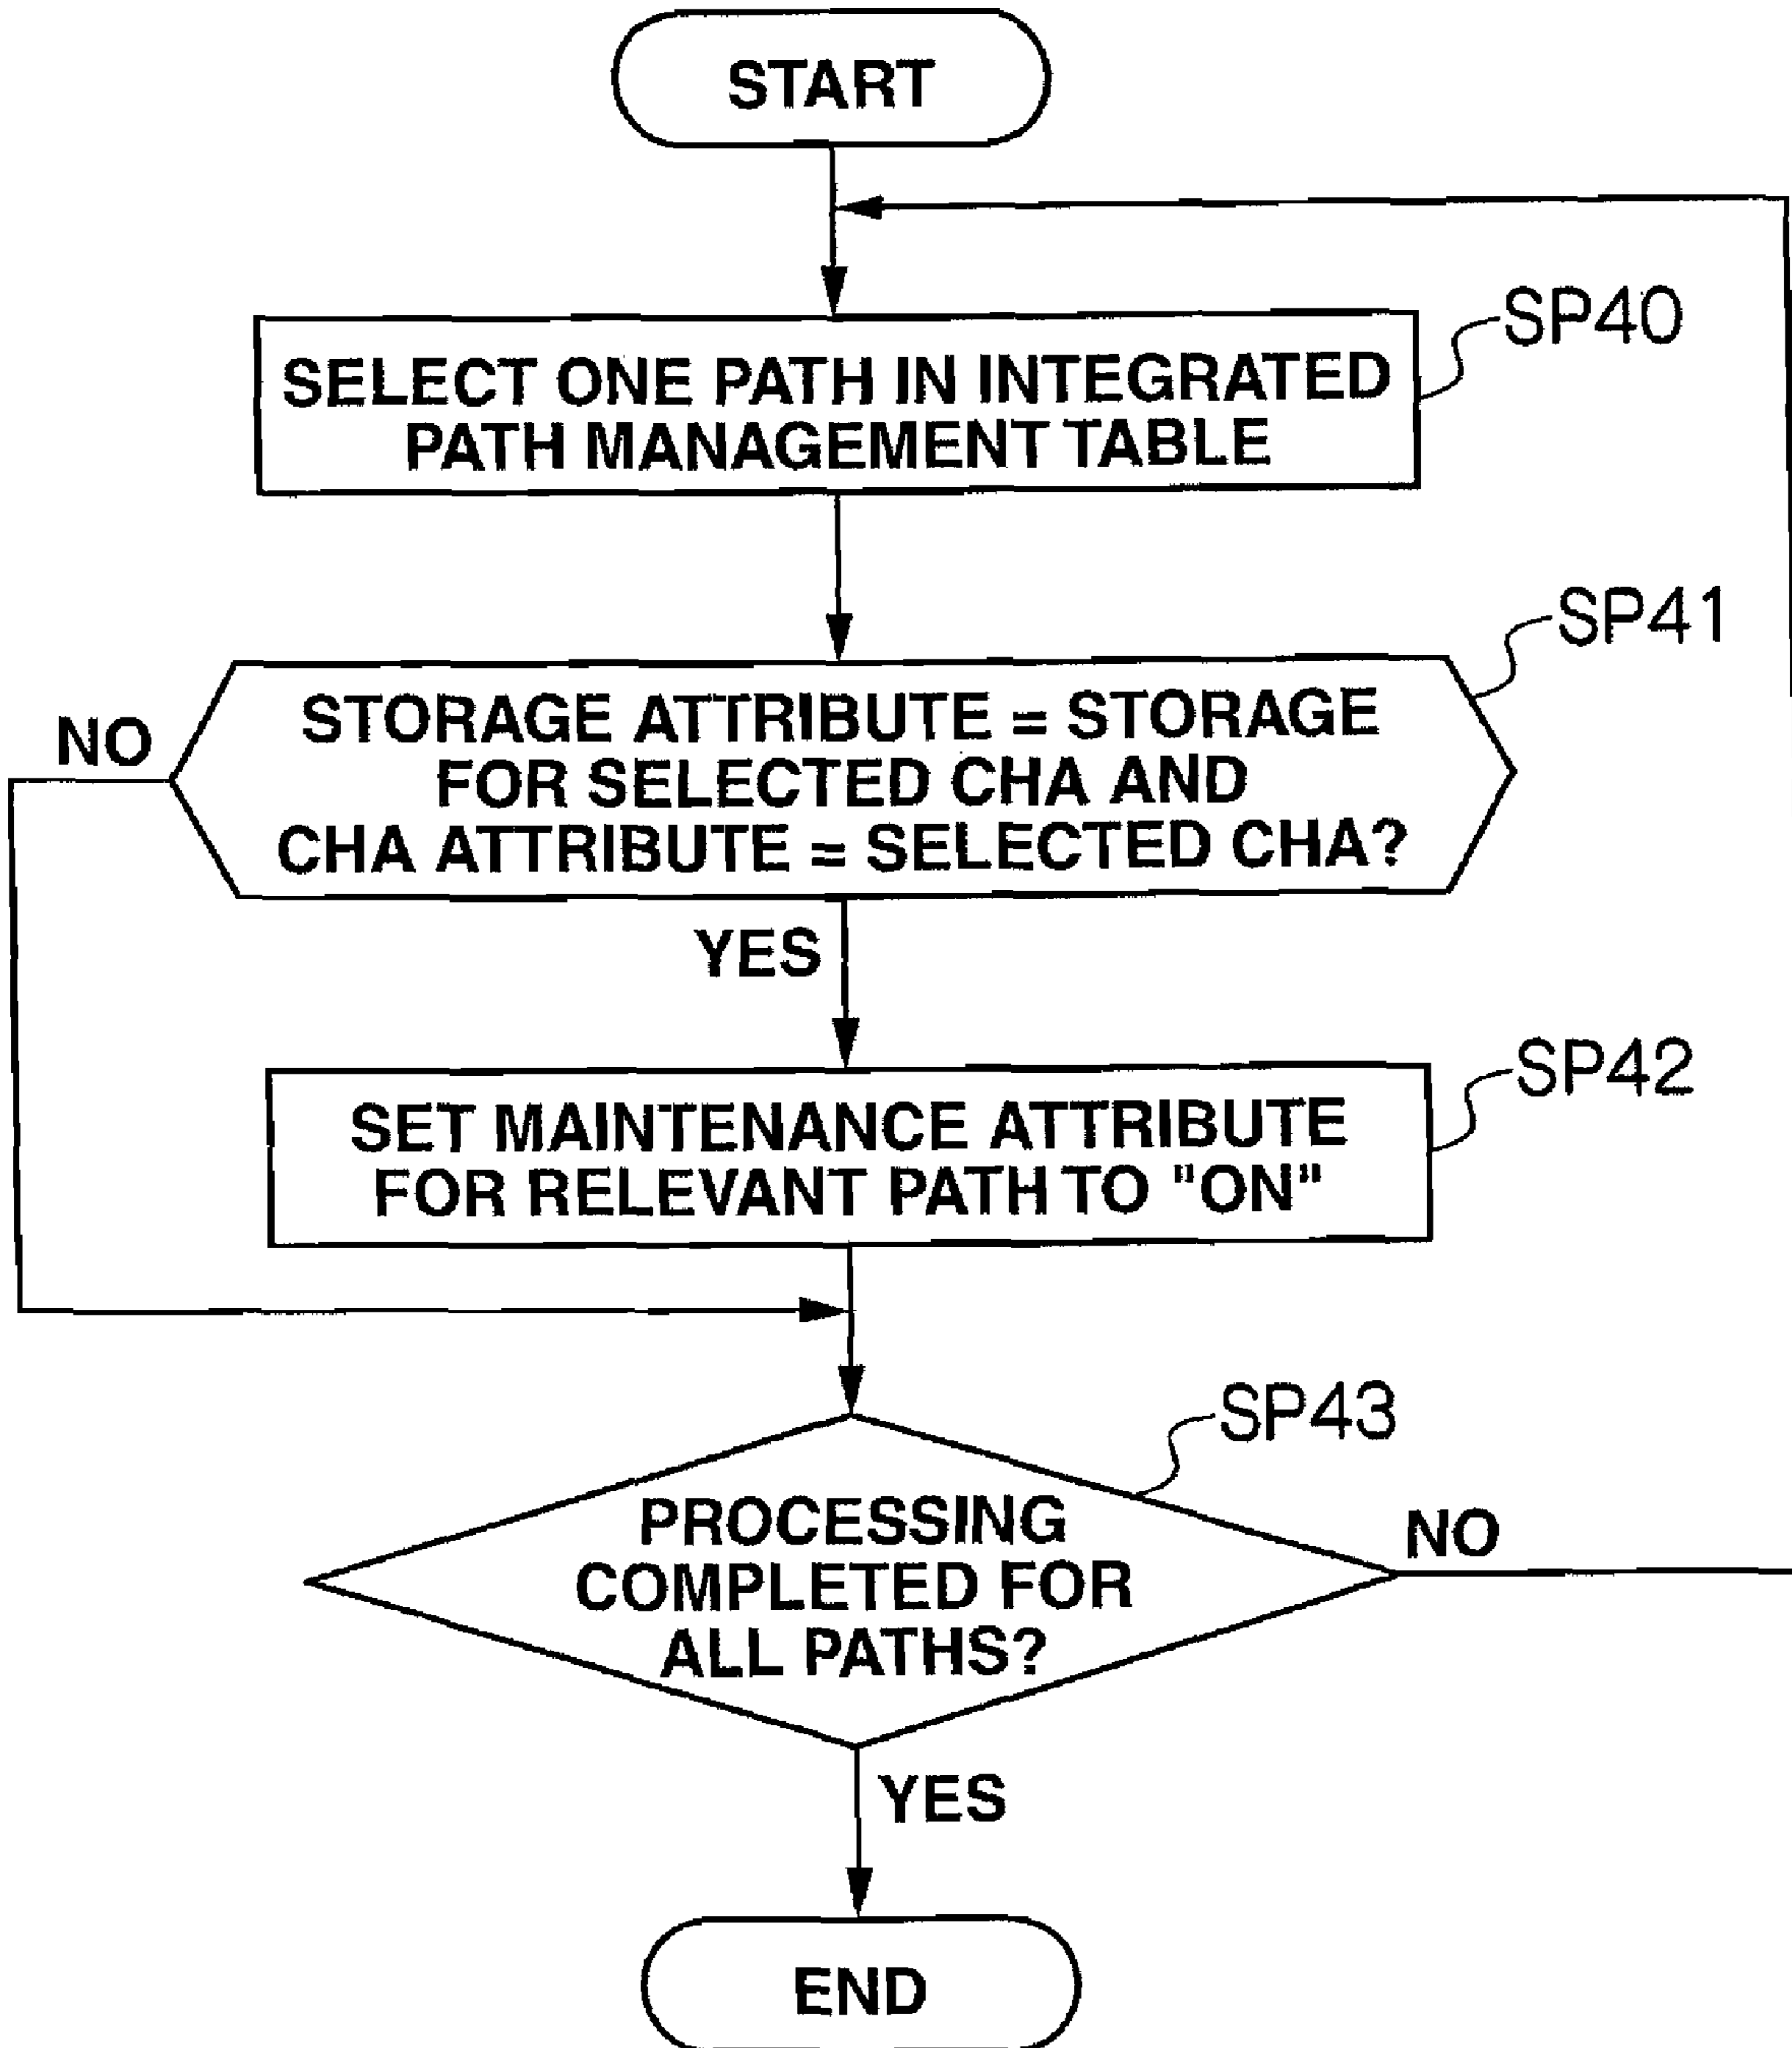 START
SP40
SELECT ONE PATH IN INTEGRATED
PATH MANAGEMENT TABLE
SP41
NO
STORAGE ATTRIBUTE = STORAGE
FOR SELECTED CHA AND
CHA ATTRIBUTE = SELECTED CHA?
YES
SP42
SET MAINTENANCE ATTRIBUTE
FOR RELEVANT PATH TO "ON"
SP43
PROCESSING
COMPLETED FOR
ALL PATHS?
NO
YES
END